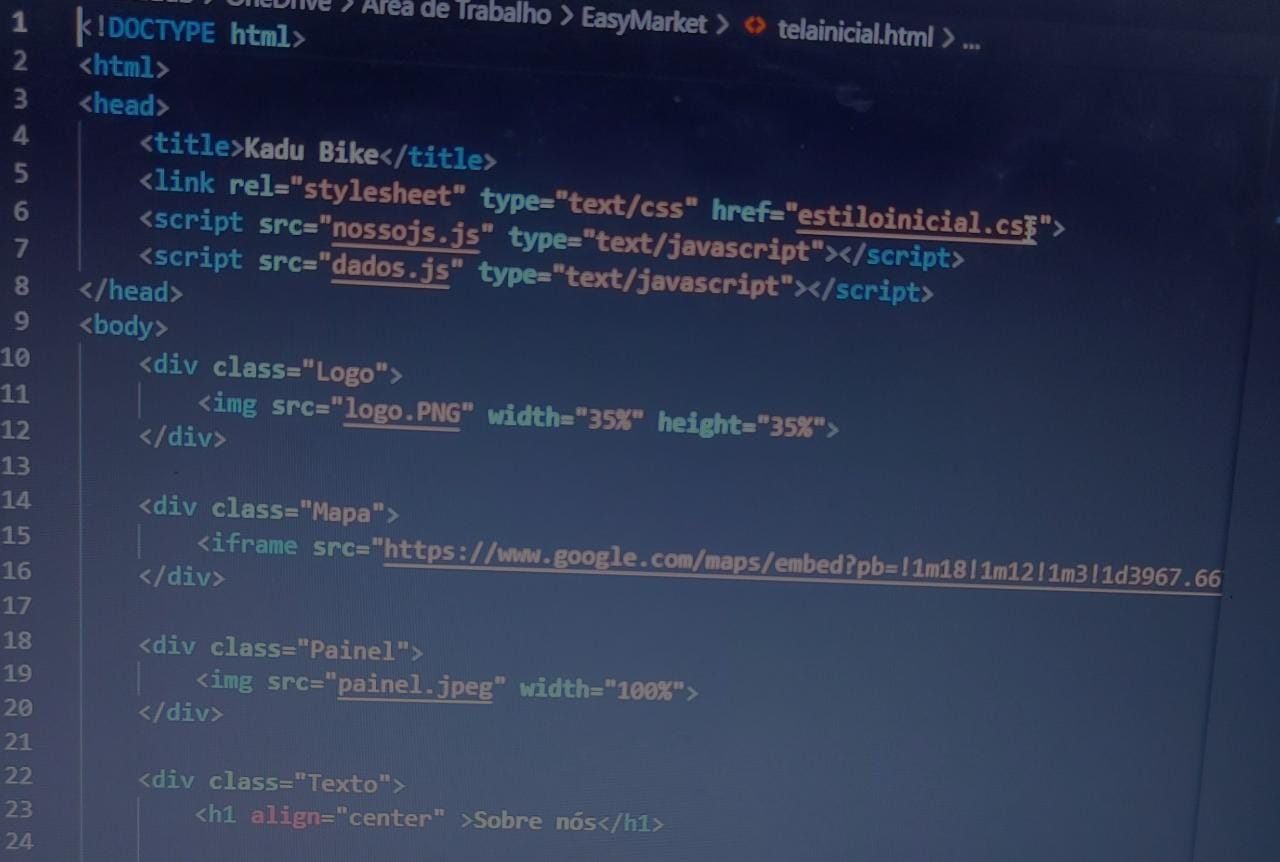 OneDrive > Área de Trabalho > EasyMarket > telainicial.html > ...
1 <!DOCTYPE html>
2 <html>
3 <head>
4 <title>Kadu Bike</title>
5 <link rel="stylesheet" type="text/css" href="estiloinicial.css">
6 <script src="nossojs.js" type="text/javascript"></script>
7 <script src="dados.js" type="text/javascript"></script>
8 </head>
9 <body>
10 <div class="Logo">
11 <img src="logo.PNG" width="35%" height="35%">
12 </div>
13
14 <div class="Mapa">
15 <iframe src="https://www.google.com/maps/embed?pb=!1m18!1m12!1m3!1d3967.66
16 </div>
17
18 <div class="Painel">
19 <img src="painel.jpeg" width="100%">
20 </div>
21
22 <div class="Texto">
23 <h1 align="center" >Sobre nós</h1>
24